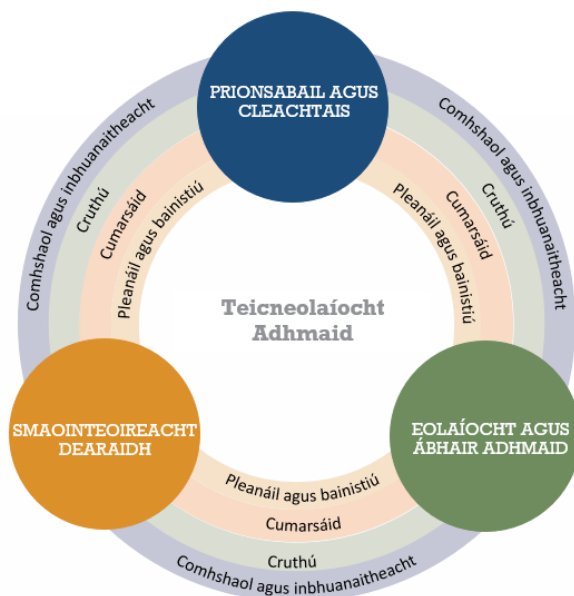 PRIONSABAIL AGUS
CLEACHTAIS
Comhshaol agus inbhuanaitheacht
Cruthú
Cumarsáid
Pleanáil agus bainistiú
Comhshaol agus inbhuanaitheacht
Cruthú
Cumarsáid
Pleanáil agus bainistiú
Teicneolaíocht
Adhmaid
SMAOINTEOIREACHT
DEARAIDH
EOLAÍOCHT AGUS
ÁBHAIR ADHMAID
Pleanáil agus bainistiú
Cumarsáid
Cruthú
Comhshaol agus inbhuanaitheacht